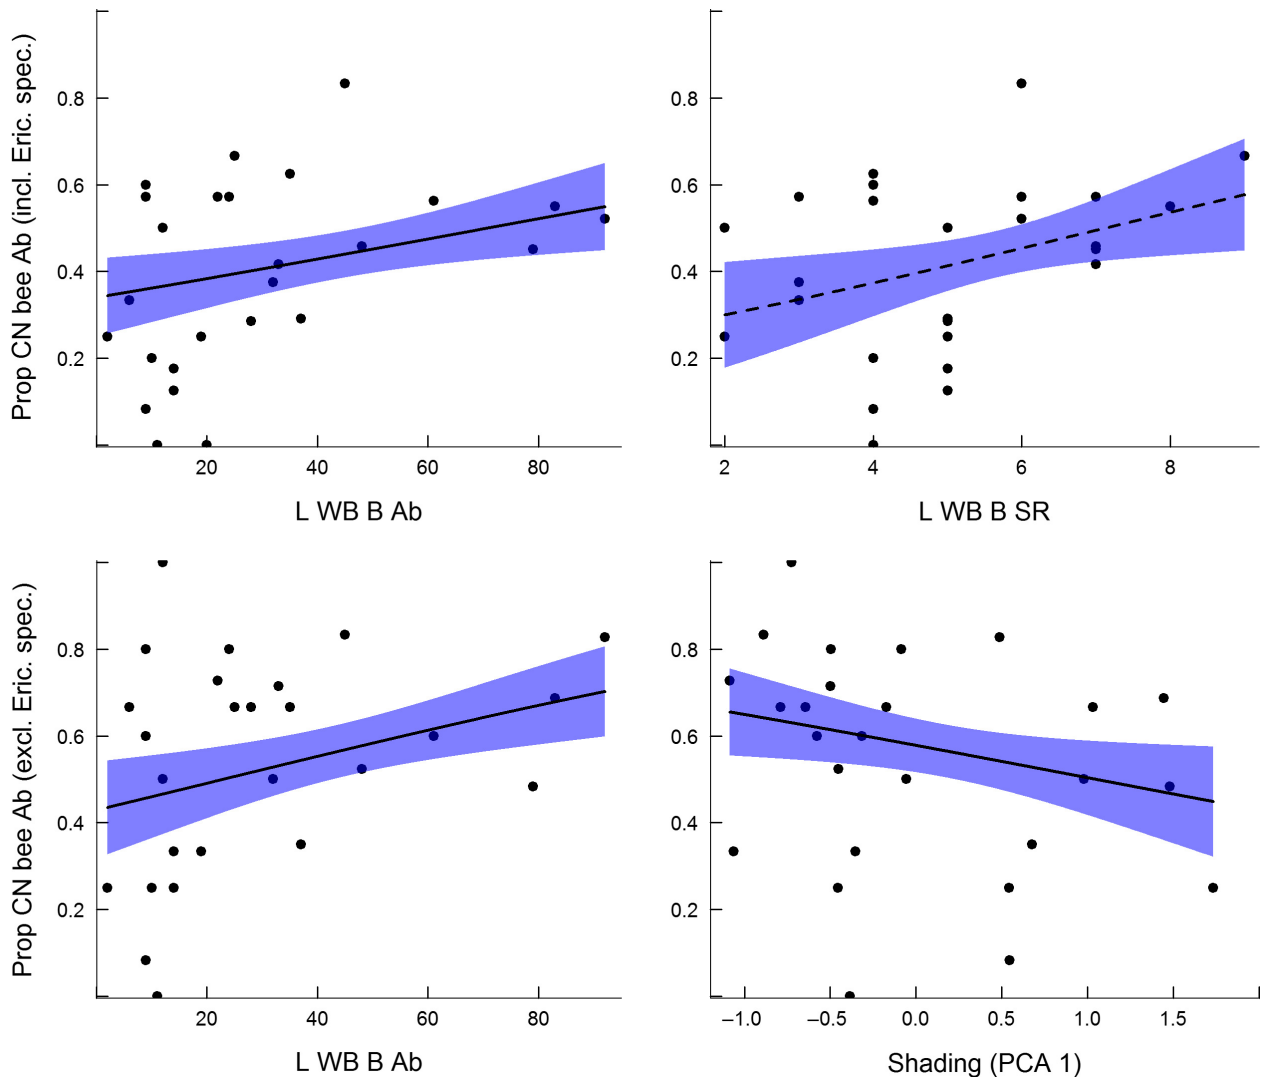 Prop CN bee Ab (incl. Eric. spec.)
0.8
0.6
0.4
0.2
20 40 60 80
L WB B Ab
0.8
0.6
0.4
0.2
2 4 6 8
L WB B SR
Prop CN bee Ab (excl. Eric. spec.)
0.8
0.6
0.4
0.2
20 40 60 80
L WB B Ab
0.8
0.6
0.4
0.2
–1.0 –0.5 0.0 0.5 1.0 1.5
Shading (PCA 1)